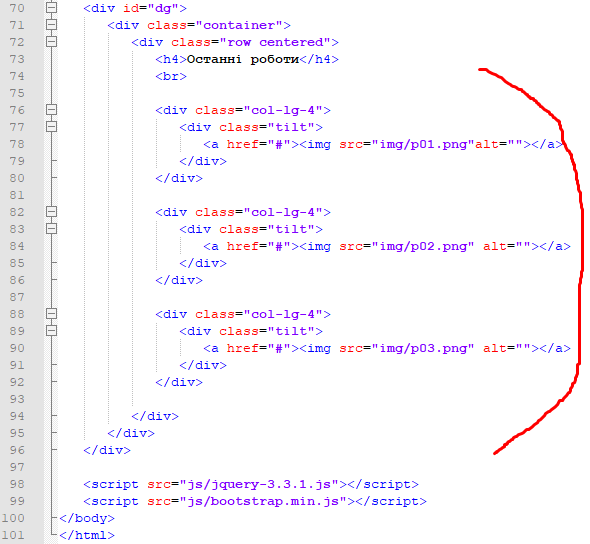 70 <div id="dg">
71 <div class="container">
72 <div class="row centered">
73 <h4>Останні роботи</h4>
74 <br>
75
76 <div class="col-lg-4">
77 <div class="tilt">
78 <a href="#"><img src="img/p01.png"alt=""></a>
79 </div>
80 </div>
81
82 <div class="col-lg-4">
83 <div class="tilt">
84 <a href="#"><img src="img/p02.png" alt=""></a>
85 </div>
86 </div>
87
88 <div class="col-lg-4">
89 <div class="tilt">
90 <a href="#"><img src="img/p03.png" alt=""></a>
91 </div>
92 </div>
93
94 </div>
95 </div>
96 </div>
97
98 <script src="js/jquery-3.3.1.js"></script>
99 <script src="js/bootstrap.min.js"></script>
100 </body>
101 </html>